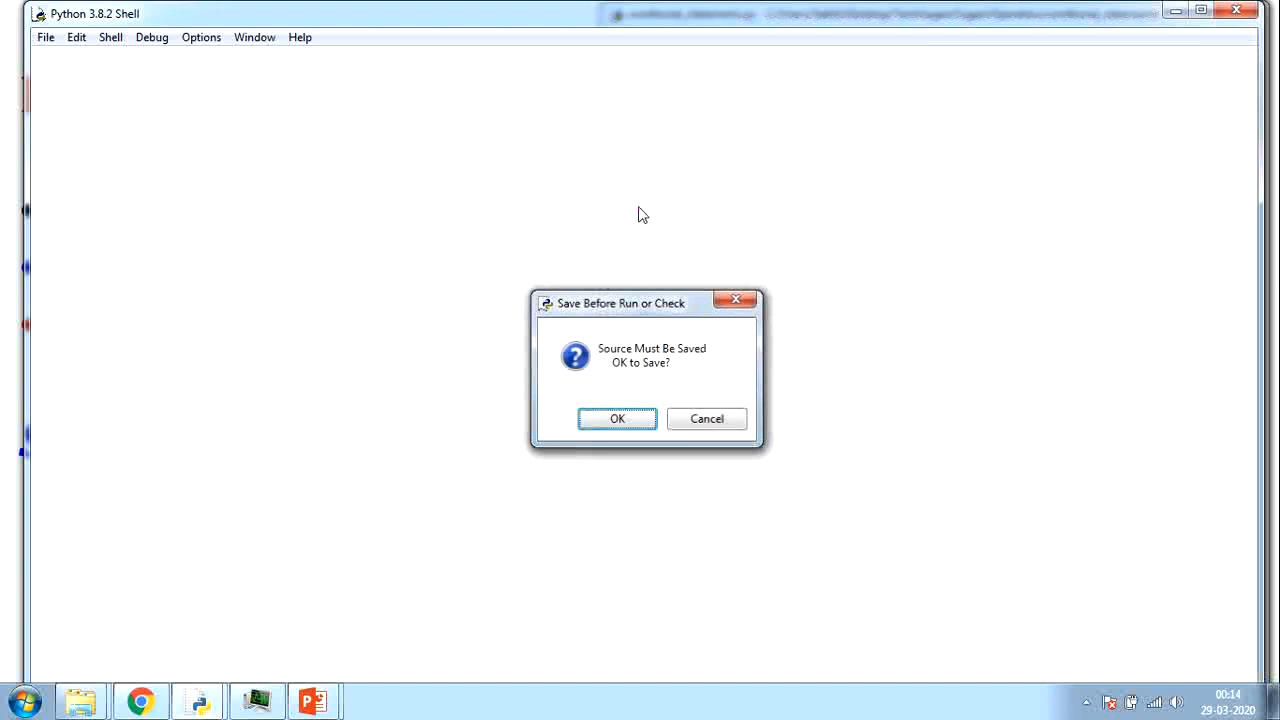 Python 3.8.2 Shell
File Edit Shell Debug Options Window Help
Save Before Run or Check
Source Must Be Saved
OK to Save?
OK Cancel
00:14
29-03-2020